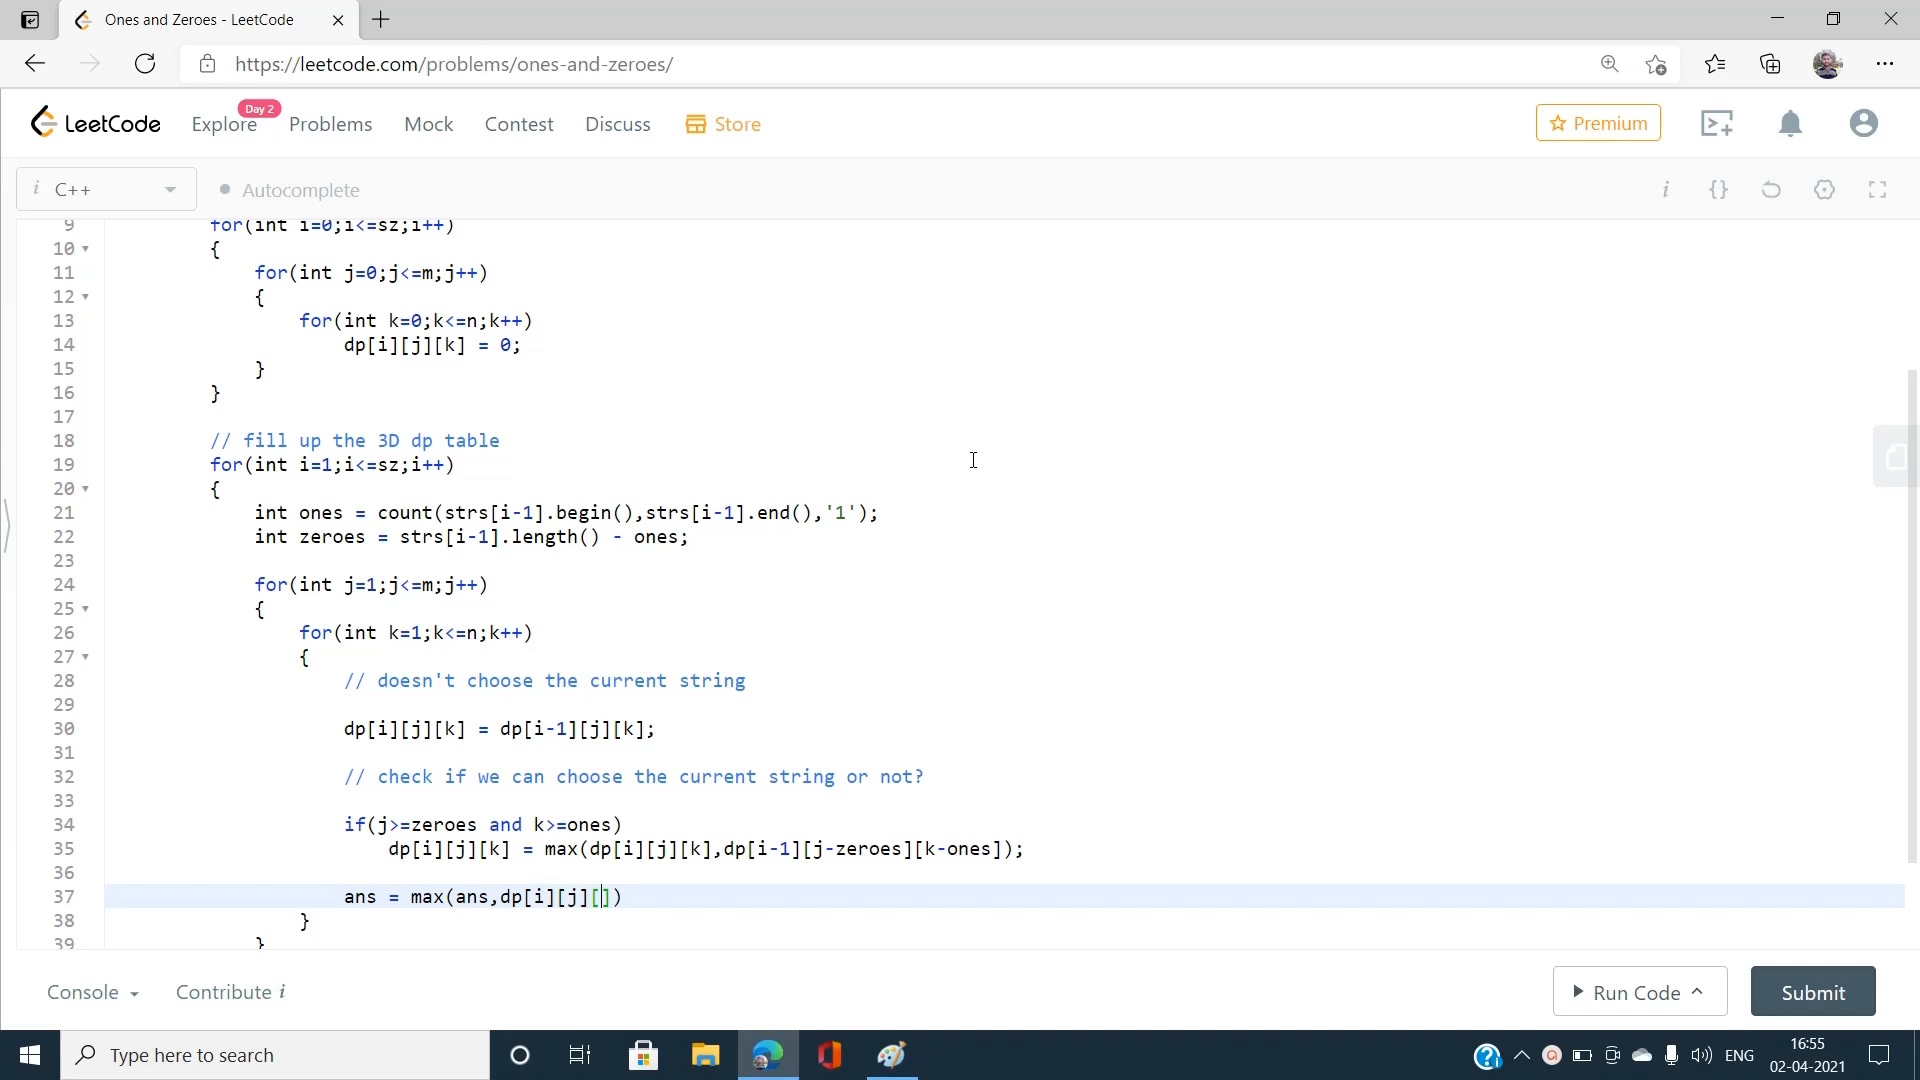 Ones and Zeroes - LeetCode
https://leetcode.com/problems/ones-and-zeroes/
LeetCode
Explore
Day 2
Problems
Mock
Contest
Discuss
Store
Premium
i C++
Autocomplete
i {}
9 for(int i=0;i<=sz;i++)
10 {
11 for(int j=0;j<=m;j++)
12 {
13 for(int k=0;k<=n;k++)
14 dp[i][j][k] = 0;
15 }
16 }
17
18 // fill up the 3D dp table
19 for(int i=1;i<=sz;i++)
20 {
21 int ones = count(strs[i-1].begin(),strs[i-1].end(),'1');
22 int zeroes = strs[i-1].length() - ones;
23
24 for(int j=1;j<=m;j++)
25 {
26 for(int k=1;k<=n;k++)
27 {
28 // doesn't choose the current string
29
30 dp[i][j][k] = dp[i-1][j][k];
31
32 // check if we can choose the current string or not?
33
34 if(j>=zeroes and k>=ones)
35 dp[i][j][k] = max(dp[i][j][k],dp[i-1][j-zeroes][k-ones]);
36
37 ans = max(ans,dp[i][j][])
38 }
39 }
Console
Contribute i
Run Code
Submit
Type here to search
ENG
16:55
02-04-2021